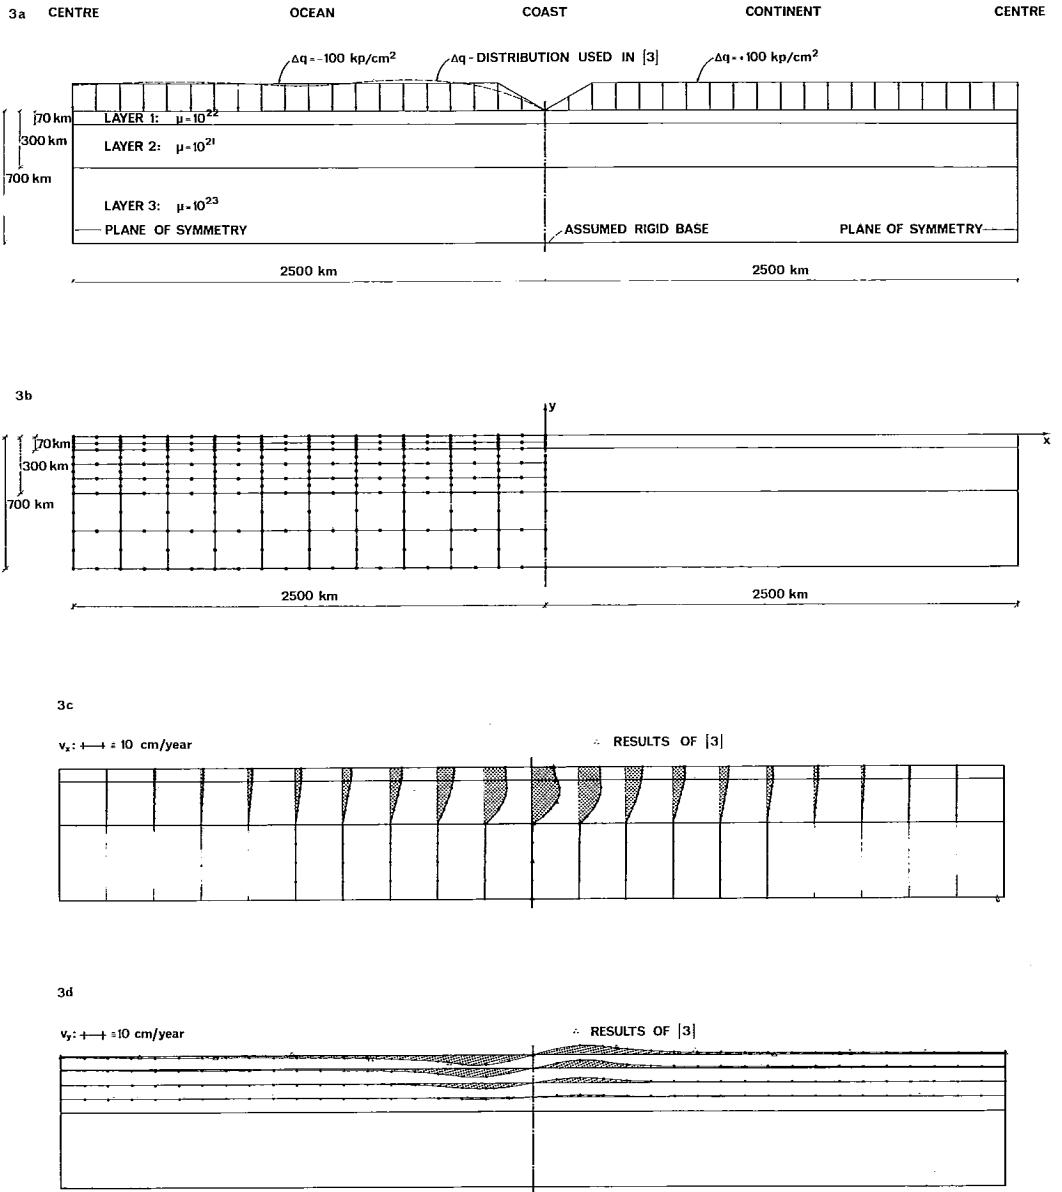 3a CENTRE OCEAN COAST CONTINENT CENTRE
Δq=-100 kp/cm² Δq-DISTRIBUTION USED IN [3] Δq=+100 kp/cm²
70 km LAYER 1: μ=10²²
300 km LAYER 2: μ=10²¹
700 km
LAYER 3: μ=10²³
PLANE OF SYMMETRY ASSUMED RIGID BASE PLANE OF SYMMETRY
2500 km 2500 km
3b
y
x
70 km
300 km
700 km
2500 km 2500 km
3c
vₓ: = 10 cm/year RESULTS OF [3]
3d
vᵧ: = 10 cm/year RESULTS OF [3]